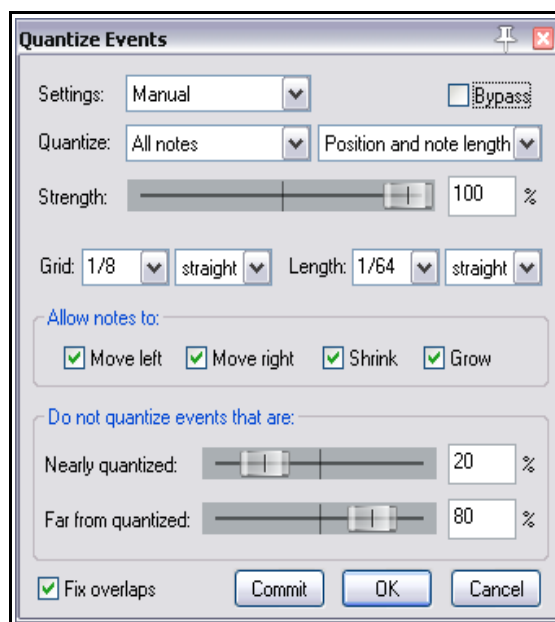 Quantize Events
Settings: Manual Bypass
Quantize: All notes Position and note length
Strength: 100 %
Grid: 1/8 straight Length: 1/64 straight
Allow notes to:
Move left Move right Shrink Grow
Do not quantize events that are:
Nearly quantized: 20 %
Far from quantized: 80 %
Fix overlaps Commit OK Cancel